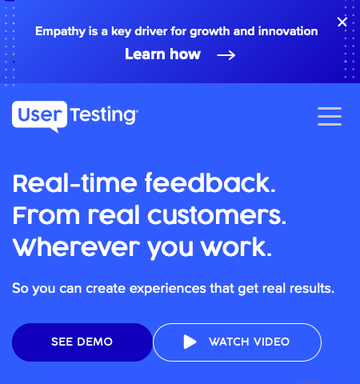 Empathy is a key driver for growth and innovation
Learn how
UserTesting
Real-time feedback.
From real customers.
Wherever you work.
So you can create experiences that get real results.
SEE DEMO
WATCH VIDEO